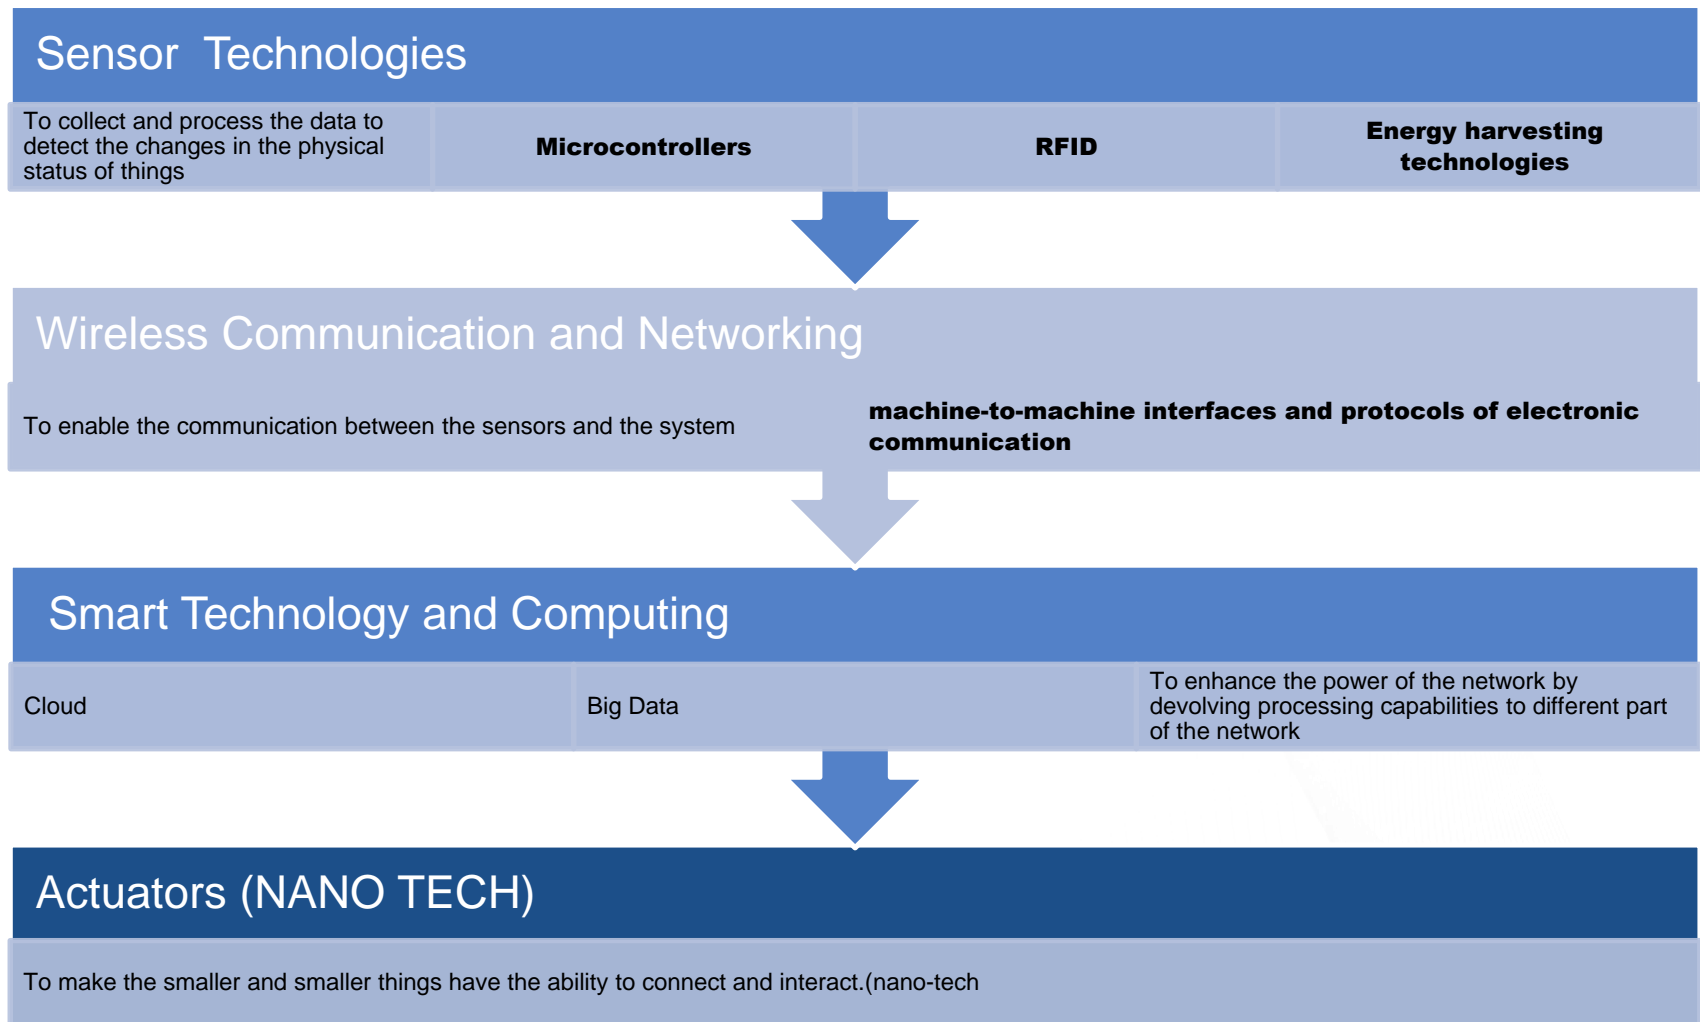 Sensor  Technologies
To collect and process the data to
detect the changes in the physical
status of things
Microcontrollers
RFID
Energy harvesting
technologies
Wireless Communication and Networking
To enable the communication between the sensors and the system
machine-to-machine interfaces and protocols of electronic
communication
Smart Technology and Computing
Cloud
Big Data
To enhance the power of the network by
devolving processing capabilities to different part
of the network
Actuators (NANO TECH)
To make the smaller and smaller things have the ability to connect and interact.(nano-tech